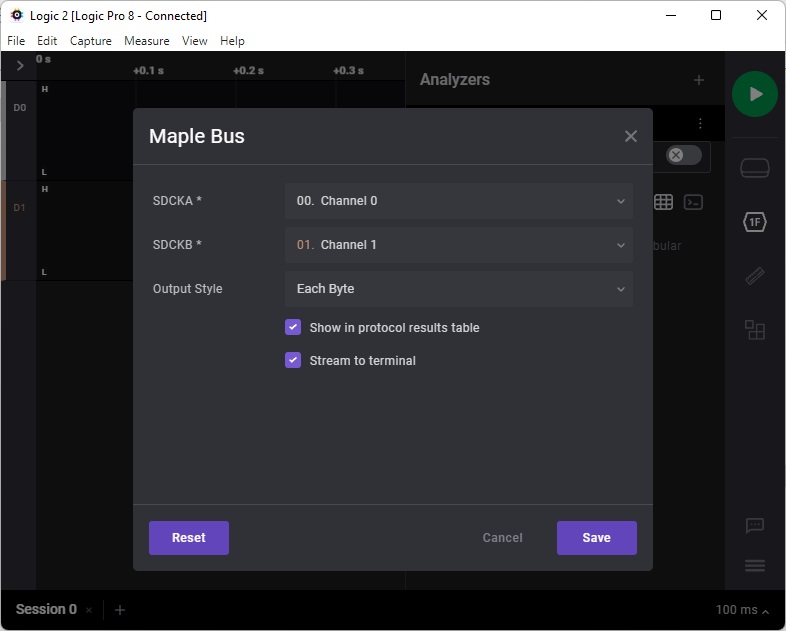 Logic 2 [Logic Pro 8 - Connected]
File Edit Capture Measure View Help
0 s
+0.1 s +0.2 s +0.3 s
Analyzers
D0
H
L
D1
H
L
Maple Bus
SDCKA *
00. Channel 0
SDCKB *
01. Channel 1
Output Style
Each Byte
Show in protocol results table
Stream to terminal
Reset
Cancel
Save
1F
bular
Session 0
100 ms